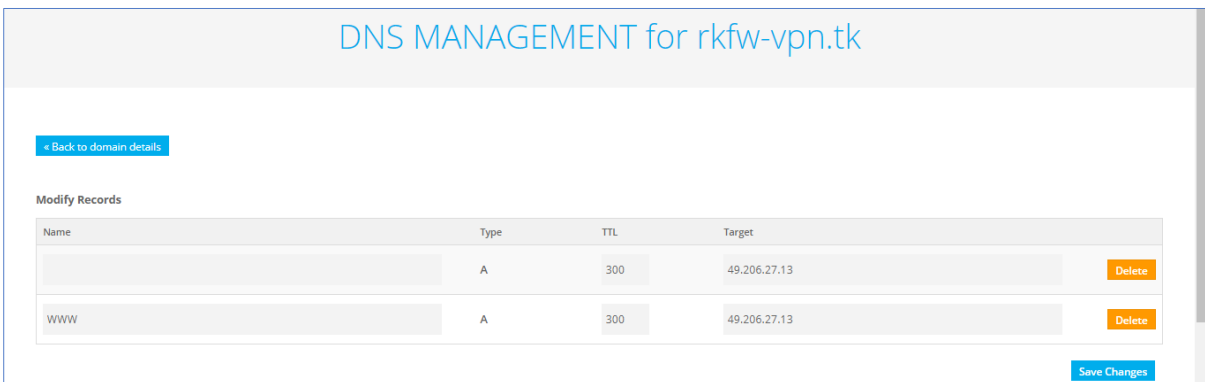 DNS MANAGEMENT for rkfw-vpn.tk
« Back to domain details
Modify Records
Name Type TTL Target
A 300 49.206.27.13 Delete
WWW A 300 49.206.27.13 Delete
Save Changes